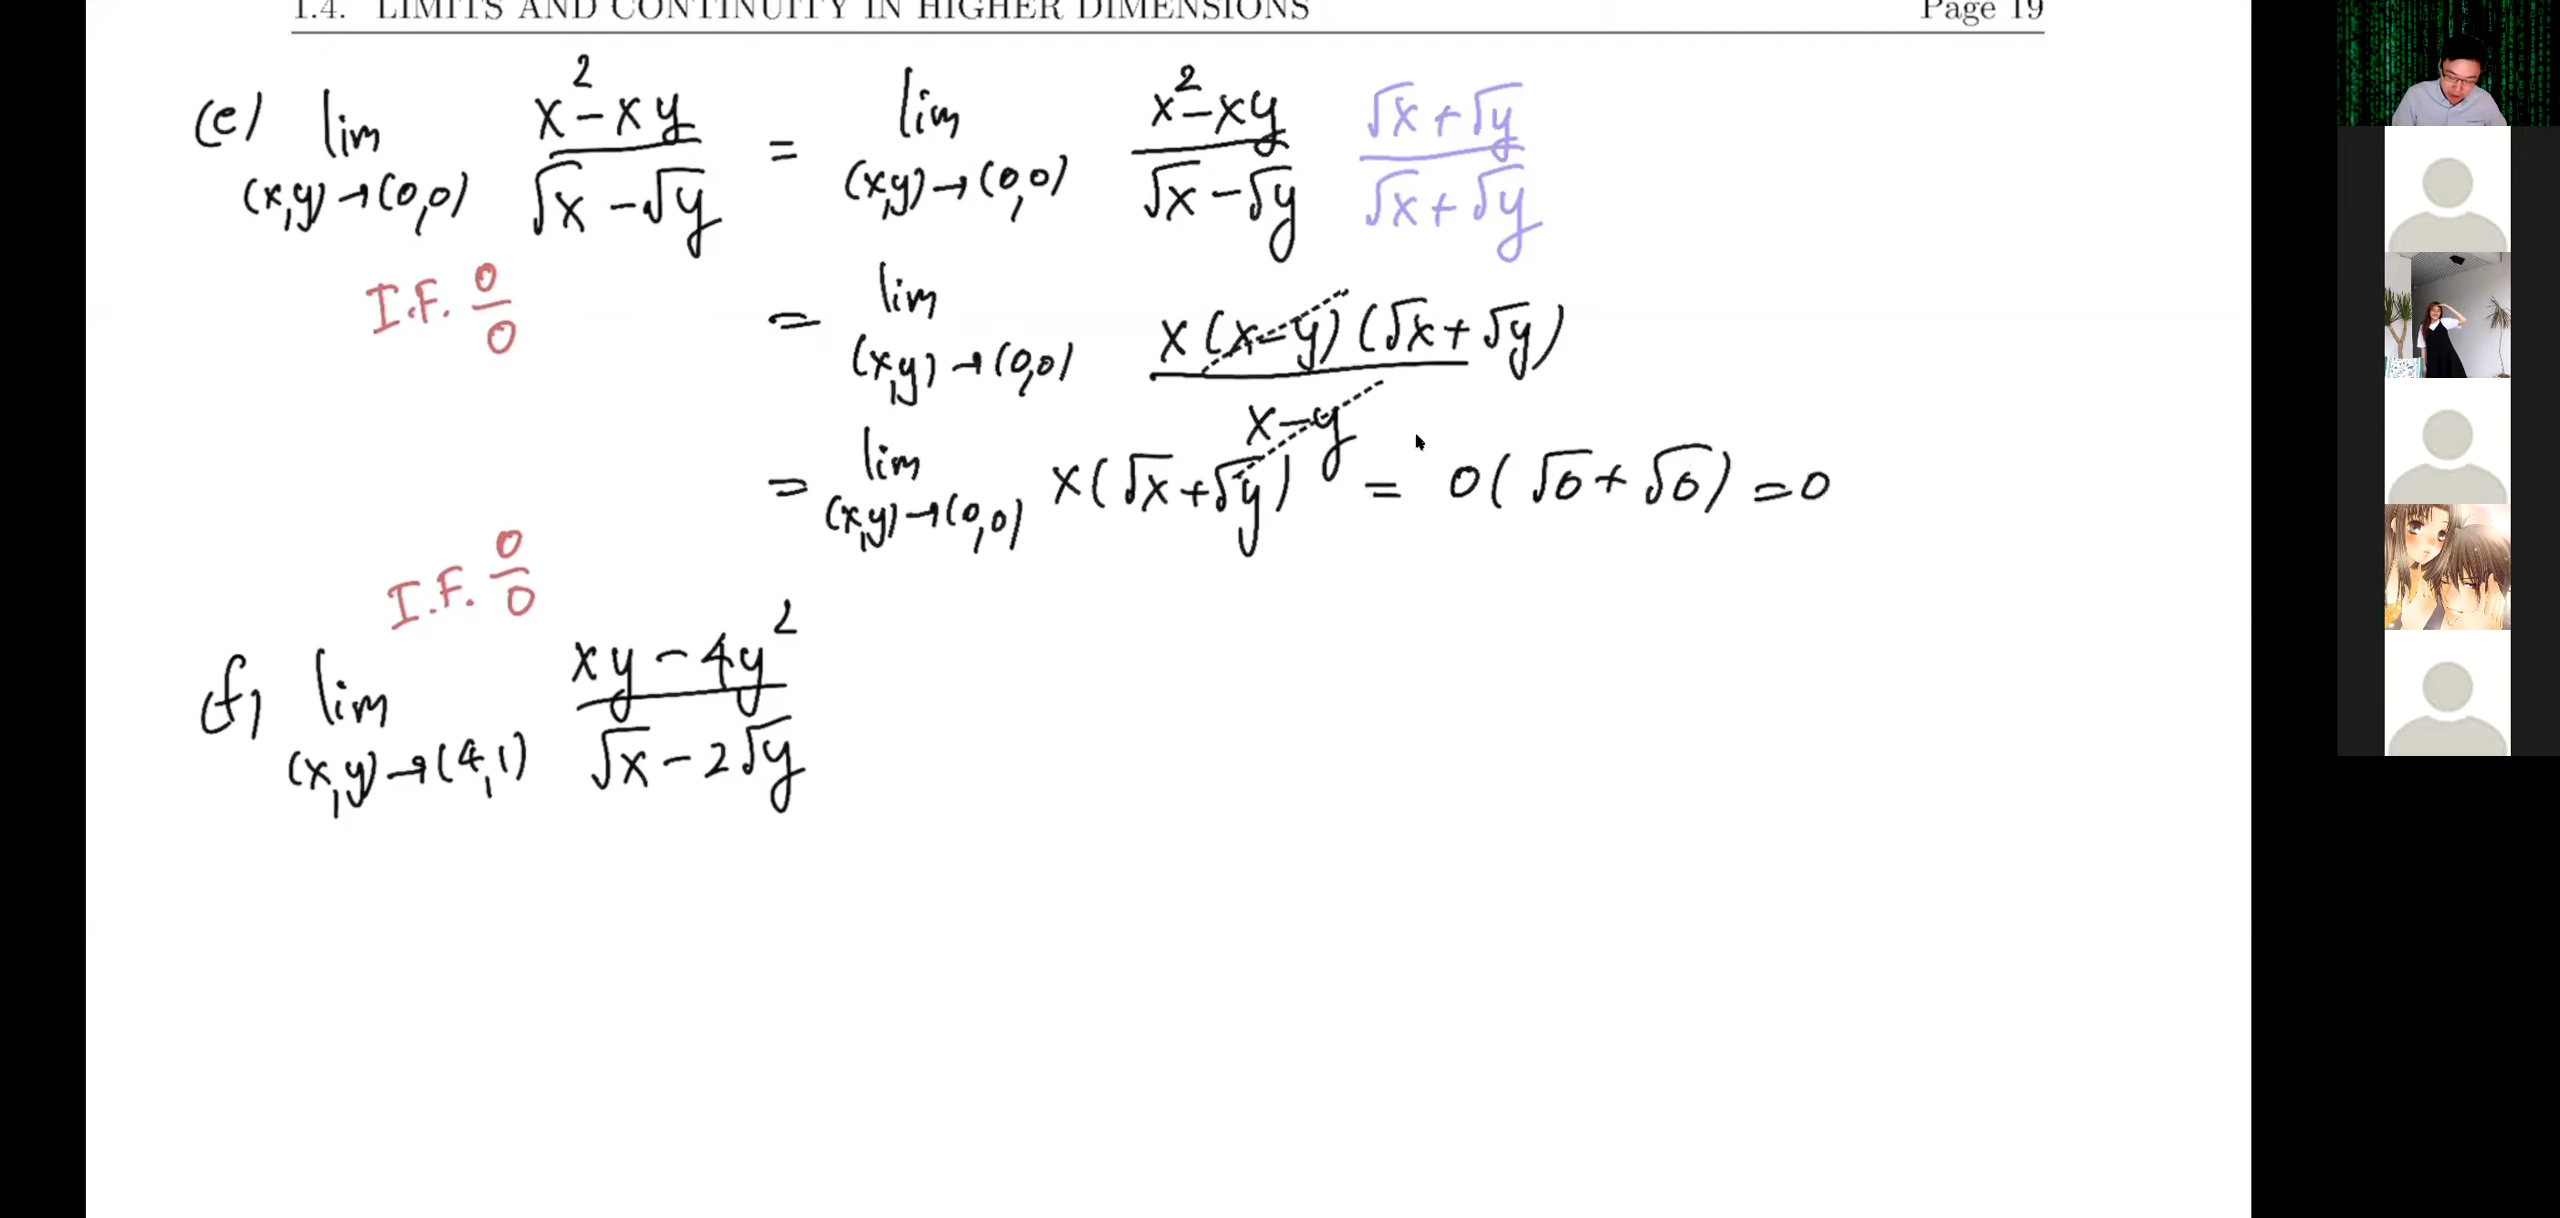 1.4. LIMITS AND CONTINUITY IN HIGHER DIMENSIONS Page 19
(e) lim (x,y)→(0,0) (x²-xy)/(√x-√y) = lim (x,y)→(0,0) (x²-xy)/(√x-√y) (√x+√y)/(√x+√y)
I.F. 0/0
= lim (x,y)→(0,0) x(x-y)(√x+√y)/(x-y)
= lim (x,y)→(0,0) x(√x+√y) = 0(√0+√0) = 0
I.F. 0/0
(f) lim (x,y)→(4,1) (xy-4y²)/(√x-2√y)